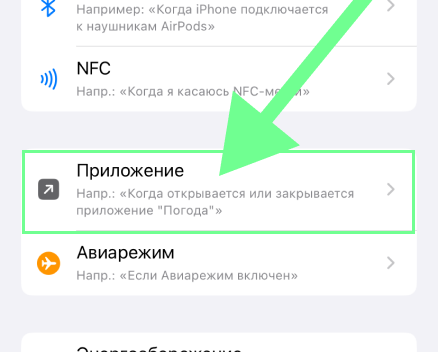 Например: «Когда iPhone подключается
к наушникам AirPods»
NFC
Напр.: «Когда я касаюсь NFC-метки»
Приложение
Напр.: «Когда открывается или закрывается
приложение "Погода"»
Авиарежим
Напр.: «Если Авиарежим включен»
Энергосбережение